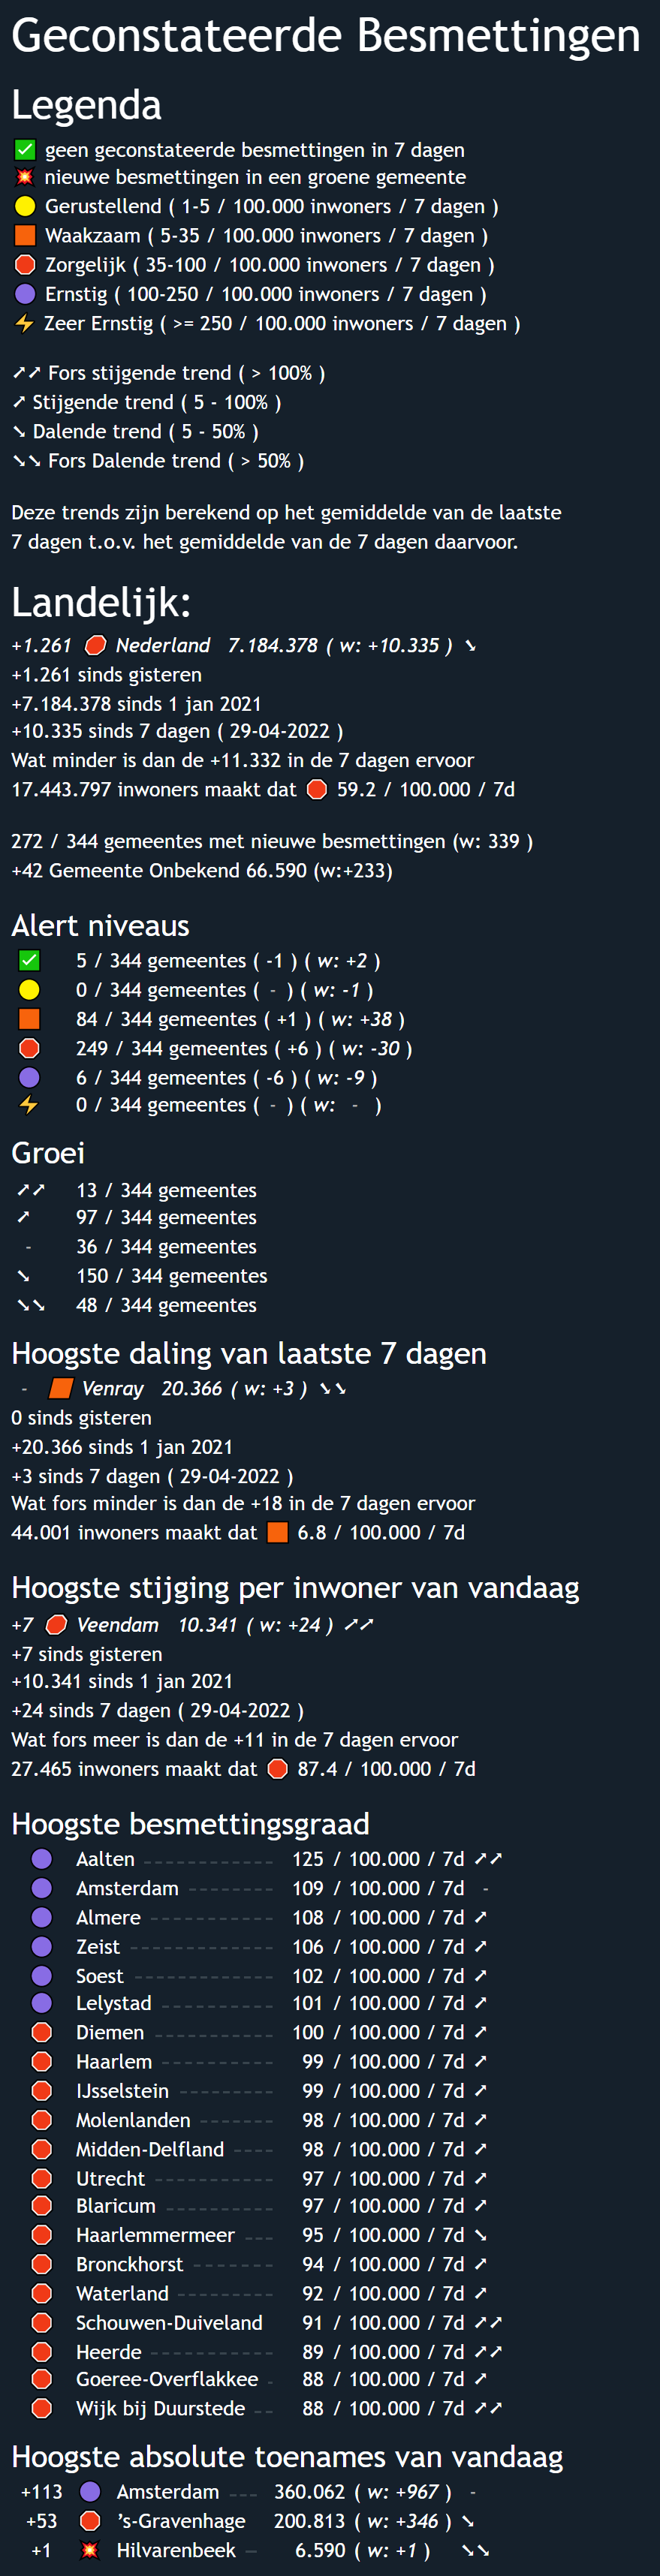 Geconstateerde Besmettingen
Legenda
✅ geen geconstateerde besmettingen in 7 dagen
💥 nieuwe besmettingen in een groene gemeente
🟡 Gerustellend ( 1-5 / 100.000 inwoners / 7 dagen )
🟧 Waakzaam ( 5-35 / 100.000 inwoners / 7 dagen )
🛑 Zorgelijk ( 35-100 / 100.000 inwoners / 7 dagen )
🟣 Ernstig ( 100-250 / 100.000 inwoners / 7 dagen )
⚡ Zeer Ernstig ( >= 250 / 100.000 inwoners / 7 dagen )
➚➚ Fors stijgende trend ( > 100% )
➚ Stijgende trend ( 5 - 100% )
➘ Dalende trend ( 5 - 50% )
➘➘ Fors Dalende trend ( > 50% )
Deze trends zijn berekend op het gemiddelde van de laatste
7 dagen t.o.v. het gemiddelde van de 7 dagen daarvoor.
Landelijk:
+1.261 🛑 Nederland 7.184.378 ( w: +10.335 ) ➘
+1.261 sinds gisteren
+7.184.378 sinds 1 jan 2021
+10.335 sinds 7 dagen ( 29-04-2022 )
Wat minder is dan de +11.332 in de 7 dagen ervoor
17.443.797 inwoners maakt dat 🛑 59.2 / 100.000 / 7d
272 / 344 gemeentes met nieuwe besmettingen (w: 339 )
+42 Gemeente Onbekend 66.590 (w:+233)
Alert niveaus
✅ 5 / 344 gemeentes ( -1 ) ( w: +2 )
🟡 0 / 344 gemeentes ( - ) ( w: -1 )
🟧 84 / 344 gemeentes ( +1 ) ( w: +38 )
🛑 249 / 344 gemeentes ( +6 ) ( w: -30 )
🟣 6 / 344 gemeentes ( -6 ) ( w: -9 )
⚡ 0 / 344 gemeentes ( - ) ( w: - )
Groei
➚➚ 13 / 344 gemeentes
➚ 97 / 344 gemeentes
- 36 / 344 gemeentes
➘ 150 / 344 gemeentes
➘➘ 48 / 344 gemeentes
Hoogste daling van laatste 7 dagen
- 🟧 Venray 20.366 ( w: +3 ) ➘➘
0 sinds gisteren
+20.366 sinds 1 jan 2021
+3 sinds 7 dagen ( 29-04-2022 )
Wat fors minder is dan de +18 in de 7 dagen ervoor
44.001 inwoners maakt dat 🟧 6.8 / 100.000 / 7d
Hoogste stijging per inwoner van vandaag
+7 🛑 Veendam 10.341 ( w: +24 ) ➚➚
+7 sinds gisteren
+10.341 sinds 1 jan 2021
+24 sinds 7 dagen ( 29-04-2022 )
Wat fors meer is dan de +11 in de 7 dagen ervoor
27.465 inwoners maakt dat 🛑 87.4 / 100.000 / 7d
Hoogste besmettingsgraad
🟣 Aalten 125 / 100.000 / 7d ➚➚
🟣 Amsterdam 109 / 100.000 / 7d -
🟣 Almere 108 / 100.000 / 7d ➚
🟣 Zeist 106 / 100.000 / 7d ➚
🟣 Soest 102 / 100.000 / 7d ➚
🟣 Lelystad 101 / 100.000 / 7d ➚
🛑 Diemen 100 / 100.000 / 7d ➚
🛑 Haarlem 99 / 100.000 / 7d ➚
🛑 IJsselstein 99 / 100.000 / 7d ➚
🛑 Molenlanden 98 / 100.000 / 7d ➚
🛑 Midden-Delfland 98 / 100.000 / 7d ➚
🛑 Utrecht 97 / 100.000 / 7d ➚
🛑 Blaricum 97 / 100.000 / 7d ➚
🛑 Haarlemmermeer 95 / 100.000 / 7d ➘
🛑 Bronckhorst 94 / 100.000 / 7d ➚
🛑 Waterland 92 / 100.000 / 7d ➚
🛑 Schouwen-Duiveland 91 / 100.000 / 7d ➚➚
🛑 Heerde 89 / 100.000 / 7d ➚➚
🛑 Goeree-Overflakkee 88 / 100.000 / 7d ➚
🛑 Wijk bij Duurstede 88 / 100.000 / 7d ➚➚
Hoogste absolute toenames van vandaag
+113 🟣 Amsterdam 360.062 ( w: +967 ) -
+53 🛑 's-Gravenhage 200.813 ( w: +346 ) ➘
+1 💥 Hilvarenbeek 6.590 ( w: +1 ) ➘➘